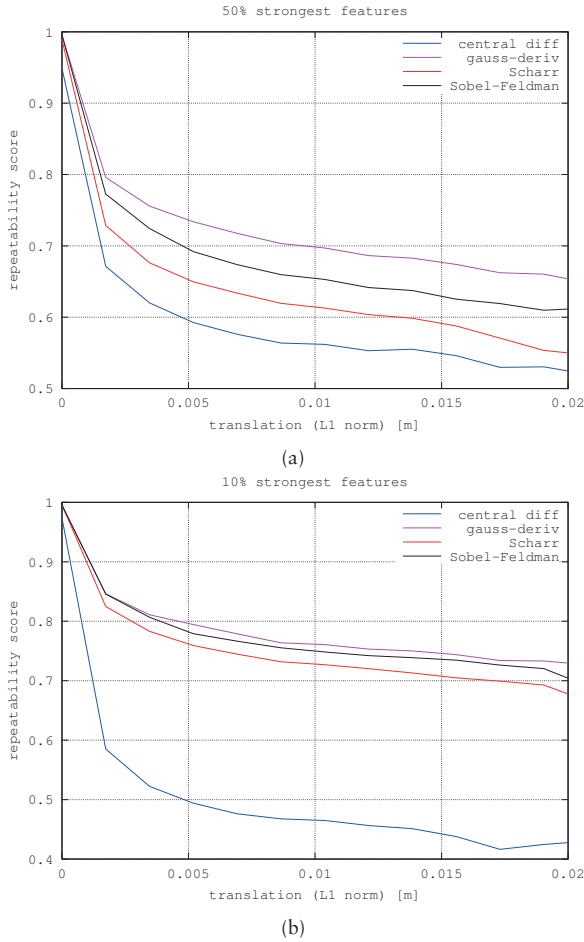 50% strongest features
central diff
gauss-deriv
Scharr
Sobel-Feldman
1
0.9
0.8
0.7
0.6
0.5
repeatability score
0
0.005
0.01
0.015
0.02
translation (L1 norm) [m]
(a)
10% strongest features
central diff
gauss-deriv
Scharr
Sobel-Feldman
1
0.9
0.8
0.7
0.6
0.5
0.4
repeatability score
0
0.005
0.01
0.015
0.02
translation (L1 norm) [m]
(b)